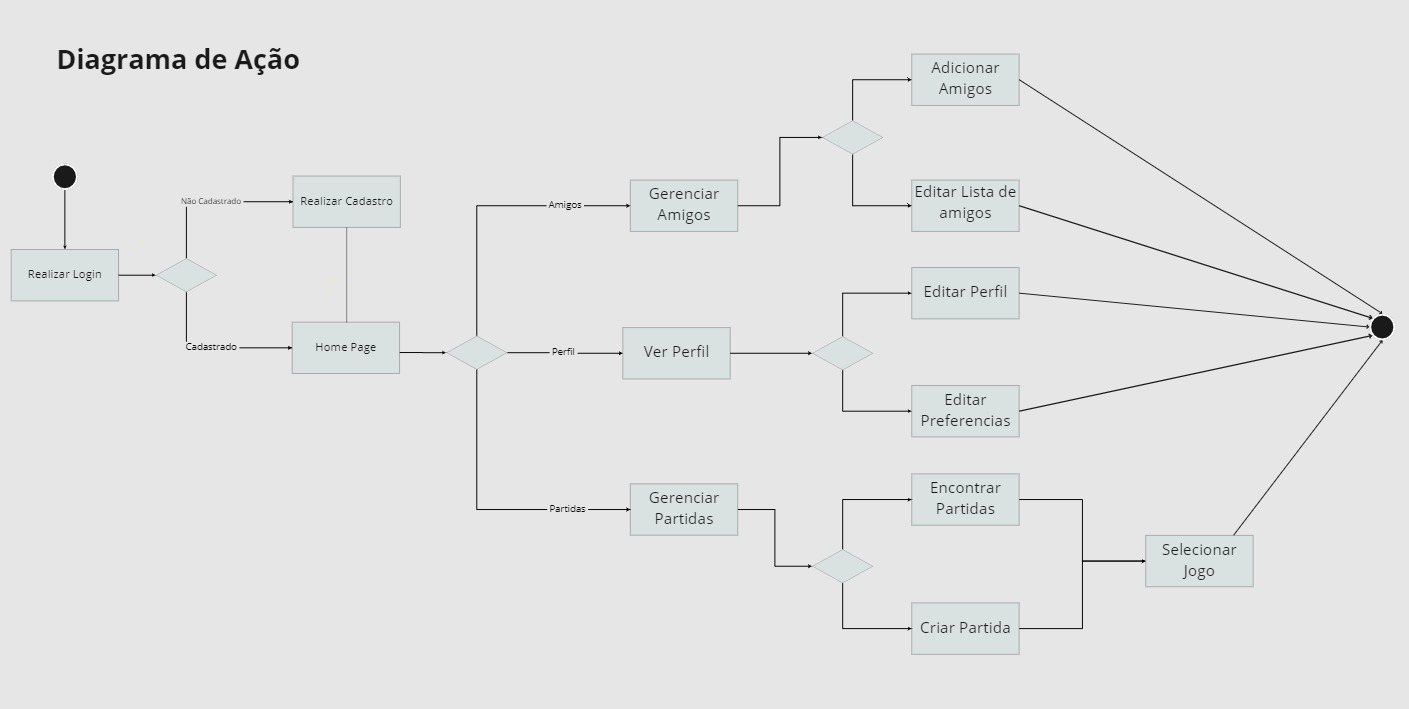 Diagrama de Ação
Realizar Login
Não Cadastrado
Realizar Cadastro
Cadastrado
Home Page
Amigos
Gerenciar
Amigos
Adicionar
Amigos
Editar Lista de
amigos
Perfil
Ver Perfil
Editar Perfil
Editar
Preferencias
Partidas
Gerenciar
Partidas
Encontrar
Partidas
Criar Partida
Selecionar
Jogo